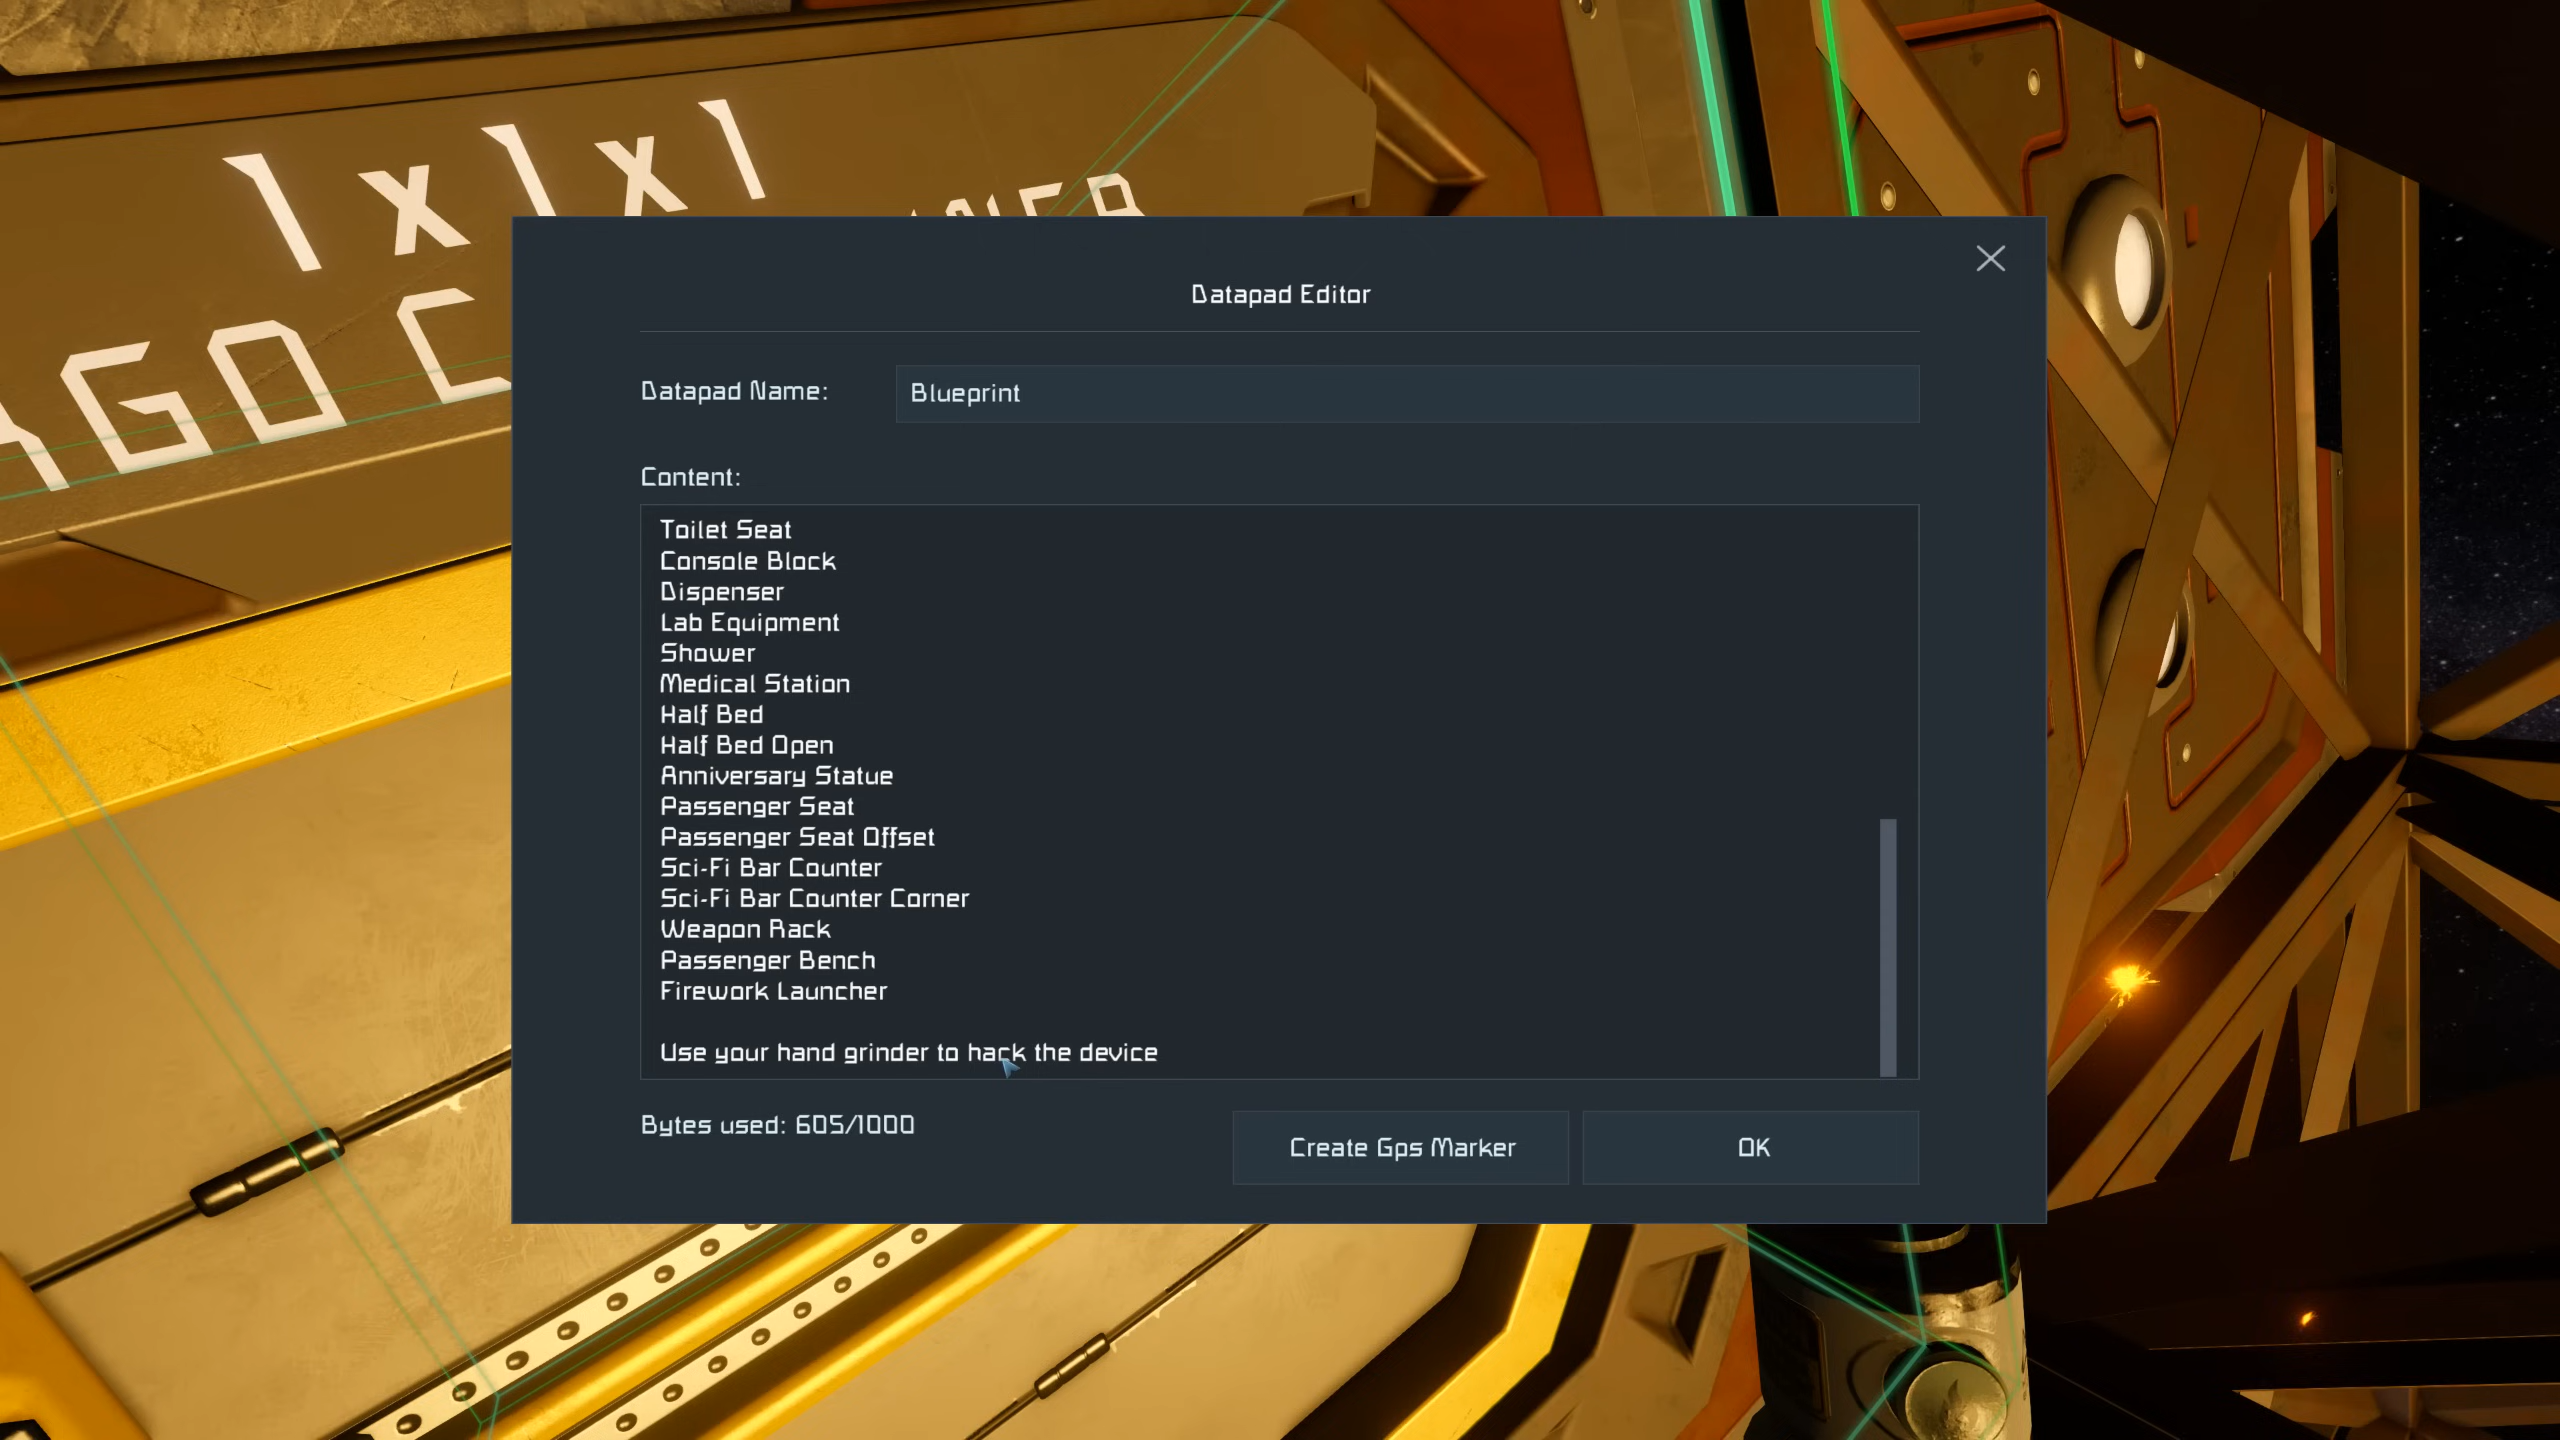 1x1x1
AGO C
Datapad Editor
Datapad Name:
Blueprint
Content:
Toilet Seat
Console Block
Dispenser
Lab Equipment
Shower
Medical Station
Half Bed
Half Bed Open
Anniversary Statue
Passenger Seat
Passenger Seat Offset
Sci-Fi Bar Counter
Sci-Fi Bar Counter Corner
Weapon Rack
Passenger Bench
Firework Launcher
Use your hand grinder to hack the device
Bytes used: 605/1000
Create Gps Marker
OK